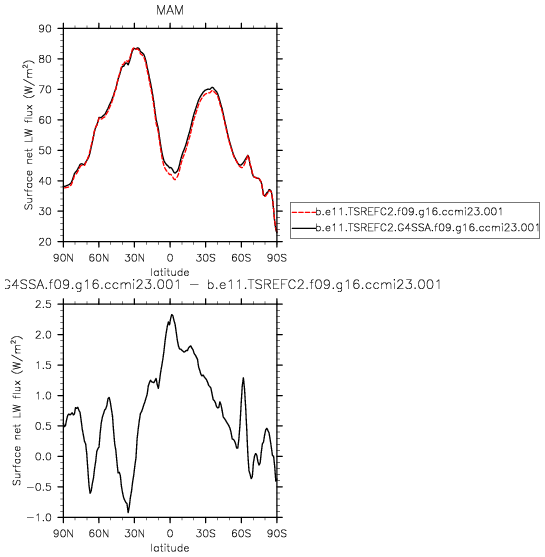 MAM
90
80
70
60
50
40
30
20
Surface net LW flux (W/m²)
90N 60N 30N 0 30S 60S 90S
latitude
b.e11.TSREFC2.f09.g16.ccmi23.001
b.e11.TSREFC2.G4SSA.f09.g16.ccmi23.001
G4SSA.f09.g16.ccmi23.001 − b.e11.TSREFC2.f09.g16.ccmi23.001
2.5
2.0
1.5
1.0
0.5
0.0
−0.5
−1.0
Surface net LW flux (W/m²)
90N 60N 30N 0 30S 60S 90S
latitude